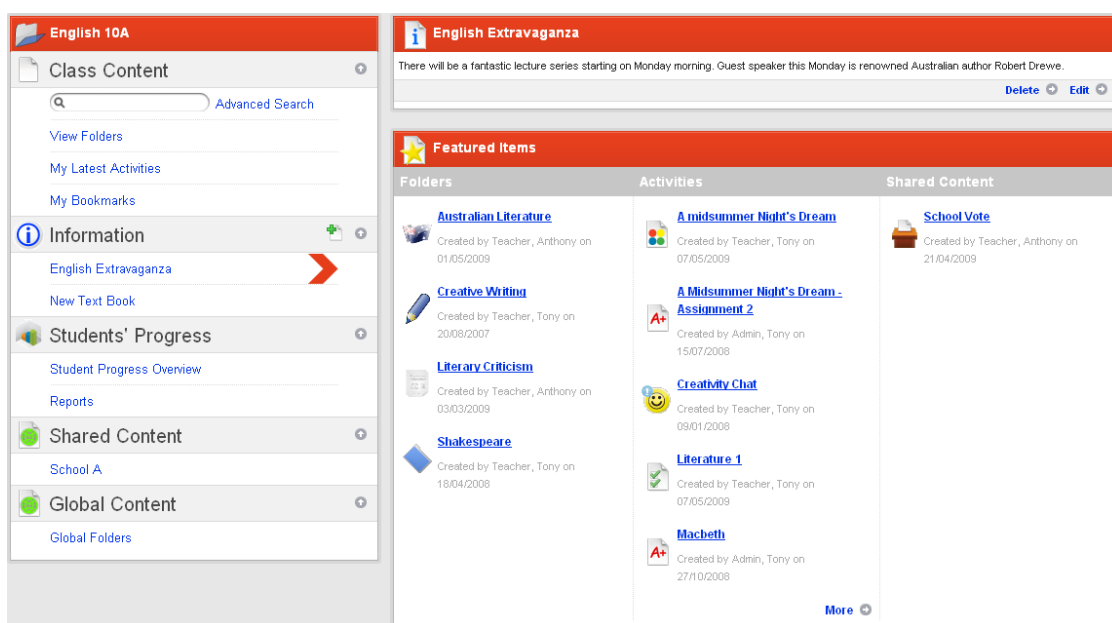 English 10A
Class Content
Advanced Search
View Folders
My Latest Activities
My Bookmarks
Information
English Extravaganza
New Text Book
Students' Progress
Student Progress Overview
Reports
Shared Content
School A
Global Content
Global Folders
English Extravaganza
There will be a fantastic lecture series starting on Monday morning. Guest speaker this Monday is renowned Australian author Robert Drewe.
Delete Edit
Featured Items
Folders
Australian Literature
Created by Teacher, Anthony on
01/05/2009
Creative Writing
Created by Teacher, Tony on
20/08/2007
Literary Criticism
Created by Teacher, Anthony on
03/03/2009
Shakespeare
Created by Teacher, Tony on
18/04/2008
Activities
A midsummer Night's Dream
Created by Teacher, Tony on
07/05/2009
A Midsummer Night's Dream -
Assignment 2
Created by Admin, Tony on
15/07/2008
Creativity Chat
Created by Teacher, Tony on
09/01/2008
Literature 1
Created by Teacher, Tony on
07/05/2009
Macbeth
Created by Admin, Tony on
27/10/2008
More
Shared Content
School Vote
Created by Teacher, Anthony on
21/04/2009